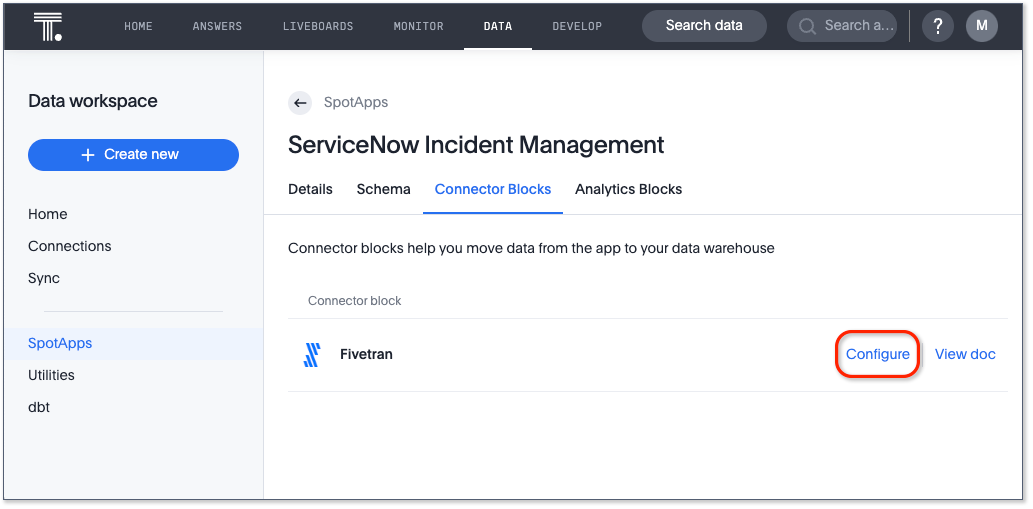 T. HOME ANSWERS LIVEBOARDS MONITOR DATA DEVELOP Search data Search a... ? M
Data workspace
+ Create new
Home
Connections
Sync
SpotApps
Utilities
dbt
← SpotApps
ServiceNow Incident Management
Details Schema Connector Blocks Analytics Blocks
Connector blocks help you move data from the app to your data warehouse
Connector block
Fivetran Configure View doc